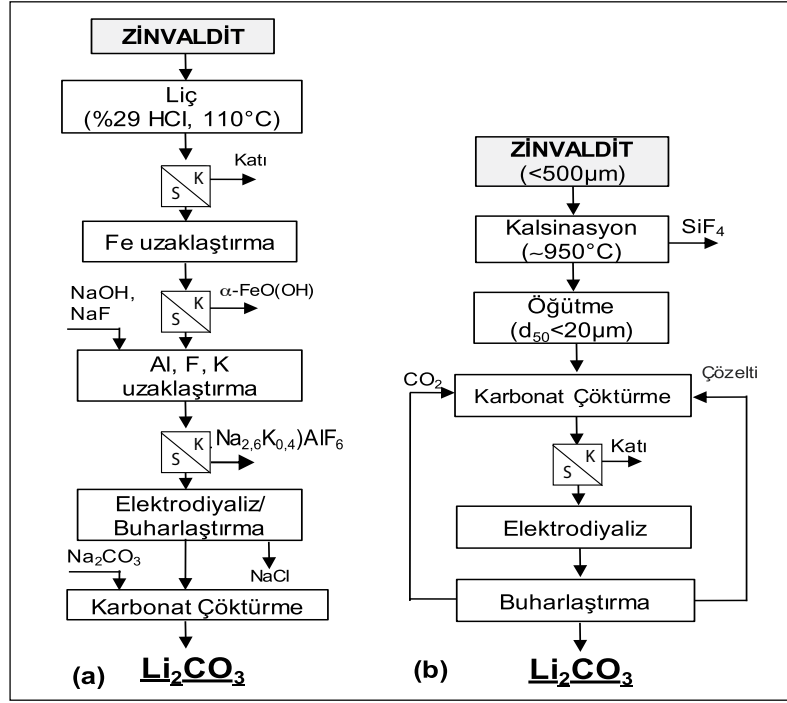 ZİNVALDİT
Liç
(%29 HCl, 110°C)
Katı
K
S
Fe uzaklaştırma
NaOH,
NaF
α-FeO(OH)
K
S
Al, F, K
uzaklaştırma
K
S
Na₂,₆K₀,₄)AlF₆
Elektrodiyaliz/
Buharlaştırma
Na₂CO₃
NaCl
Karbonat Çöktürme
(a)
Li₂CO₃
ZİNVALDİT
(<500µm)
Kalsinasyon
(~950°C)
SiF₄
Öğütme
(d₅₀<20µm)
CO₂
Çözelti
Karbonat Çöktürme
Katı
K
S
Elektrodiyaliz
Buharlaştırma
(b)
Li₂CO₃